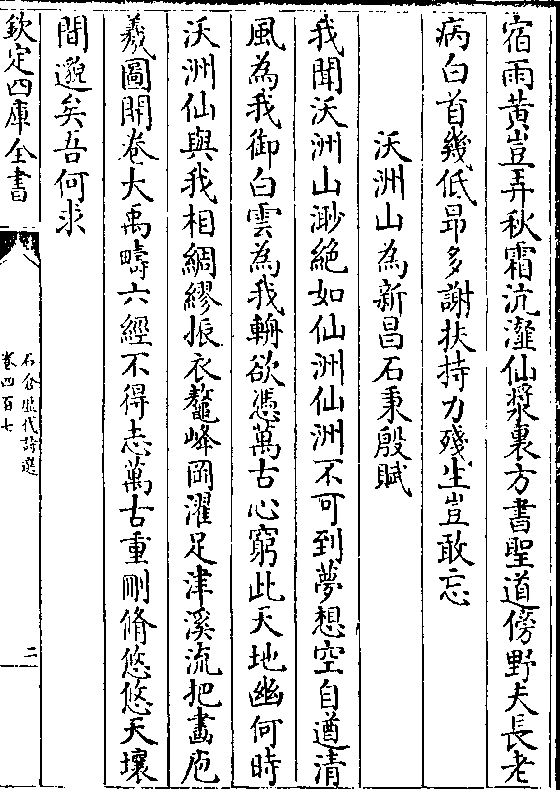 宿雨黄豈弄秋霜沆瀣仙漿裏方書聖道傍野夫長老
病白首幾低昂多謝扶持力殘生豈敢忘
沃洲山為新昌石秉殷賦
我聞沃洲山渺絶如仙洲仙洲不可到夢想空自遒清
風為我御白雲為我輈欲憑萬古心窮此天地幽何時
沃洲仙與我相綢繆振衣鰲峰岡濯足津溪流把畫庖
羲圖開卷大禹疇六經不得志萬古重刪脩悠悠天壤
間邈矣吾何求
欽定四庫全書
石倉歴代詩選
卷四百七
二